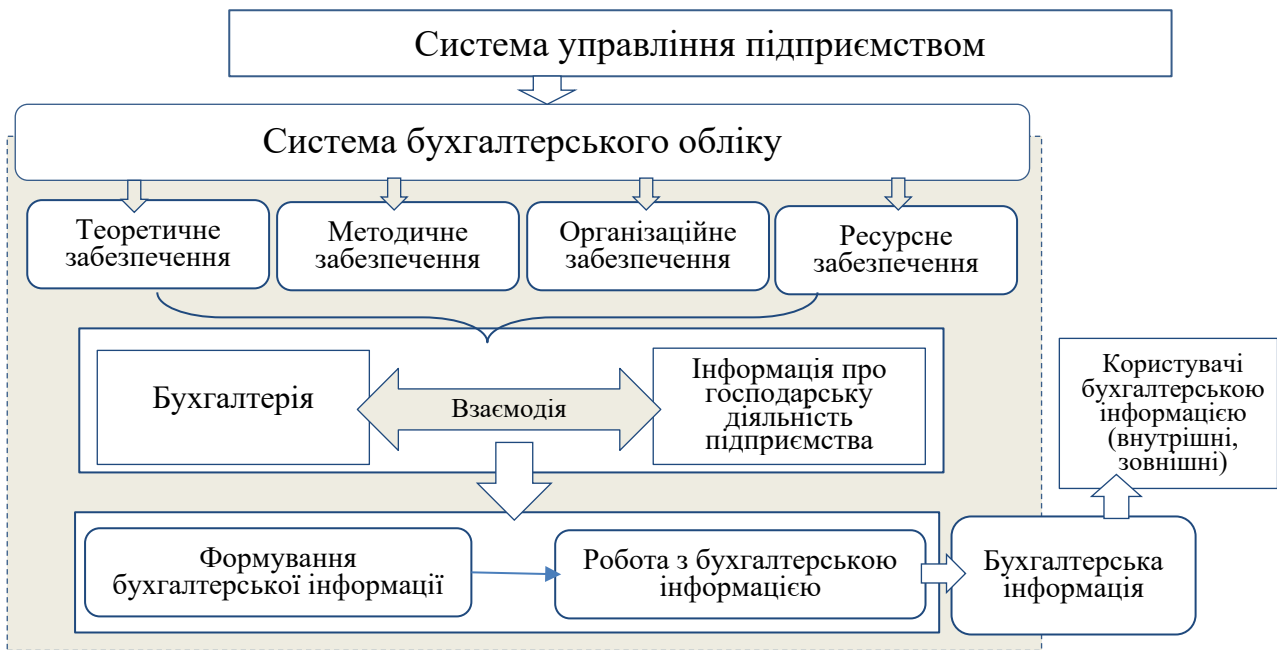 Система управління підприємством
Система бухгалтерського обліку
Теоретичне
забезпечення
Методичне
забезпечення
Організаційне
забезпечення
Ресурсне
забезпечення
Бухгалтерія
Взаємодія
Інформація про
господарську
діяльність
підприємства
Користувачі
бухгалтерською
інформацією
(внутрішні,
зовнішні)
Формування
бухгалтерської інформації
Робота з бухгалтерською
інформацією
Бухгалтерська
інформація